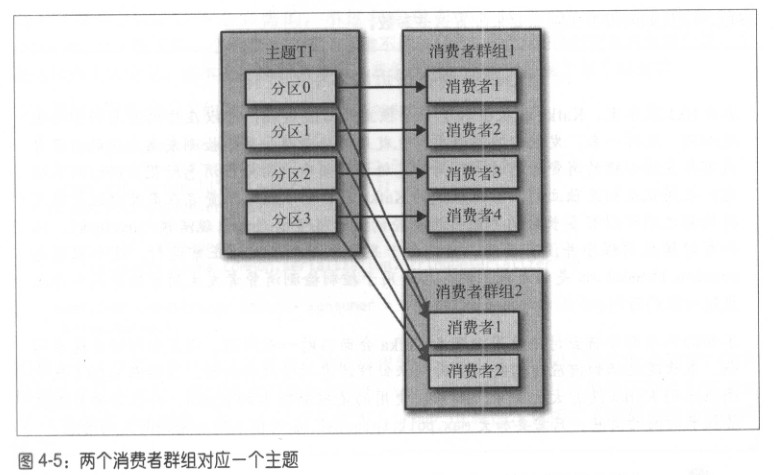 主题T1
分区0
分区1
分区2
分区3
消费者群组1
消费者1
消费者2
消费者3
消费者4
消费者群组2
消费者1
消费者2
图 4-5：两个消费者群组对应一个主题